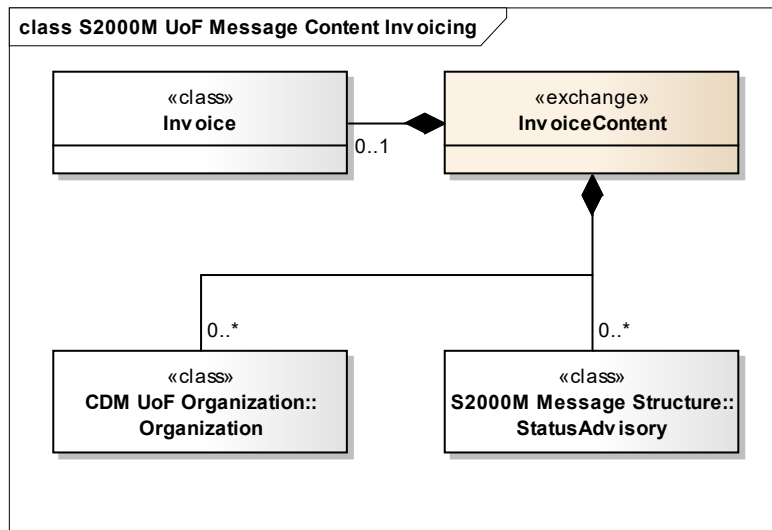 class S2000M UoF Message Content Invoicing
«class»
Invoice
«exchange»
InvoiceContent
0..1
0..*
0..*
«class»
CDM UoF Organization::
Organization
«class»
S2000M Message Structure::
StatusAdvisory